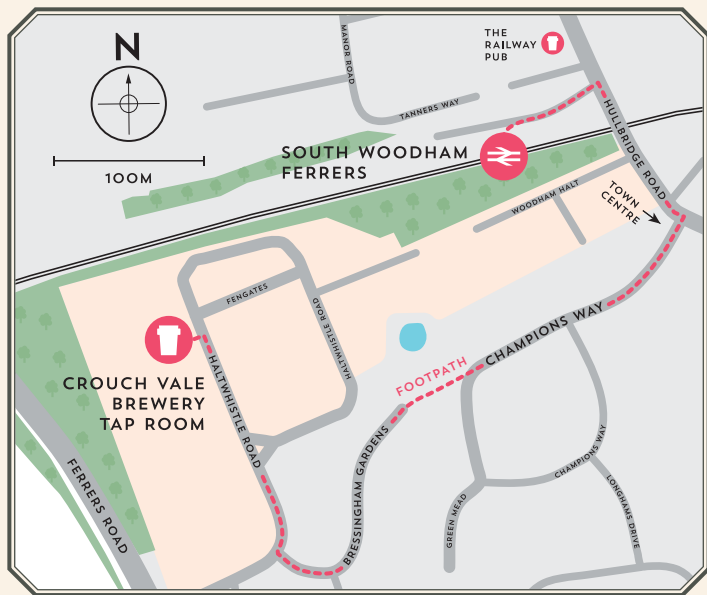 N
100M
MANOR ROAD
THE
RAILWAY
PUB
TANNERS WAY
HULLBRIDGE ROAD
SOUTH WOODHAM
FERRERS
WOODHAM HALT
TOWN
CENTRE
FENGATES
HALTWHISTLE ROAD
CHAMPIONS WAY
FOOTPATH
CROUCH VALE
BREWERY
TAP ROOM
HALTWHISTLE ROAD
BRESSINGHAM GARDENS
CHAMPIONS WAY
GREEN MEAD
LONGHAMS DRIVE
FERRERS ROAD